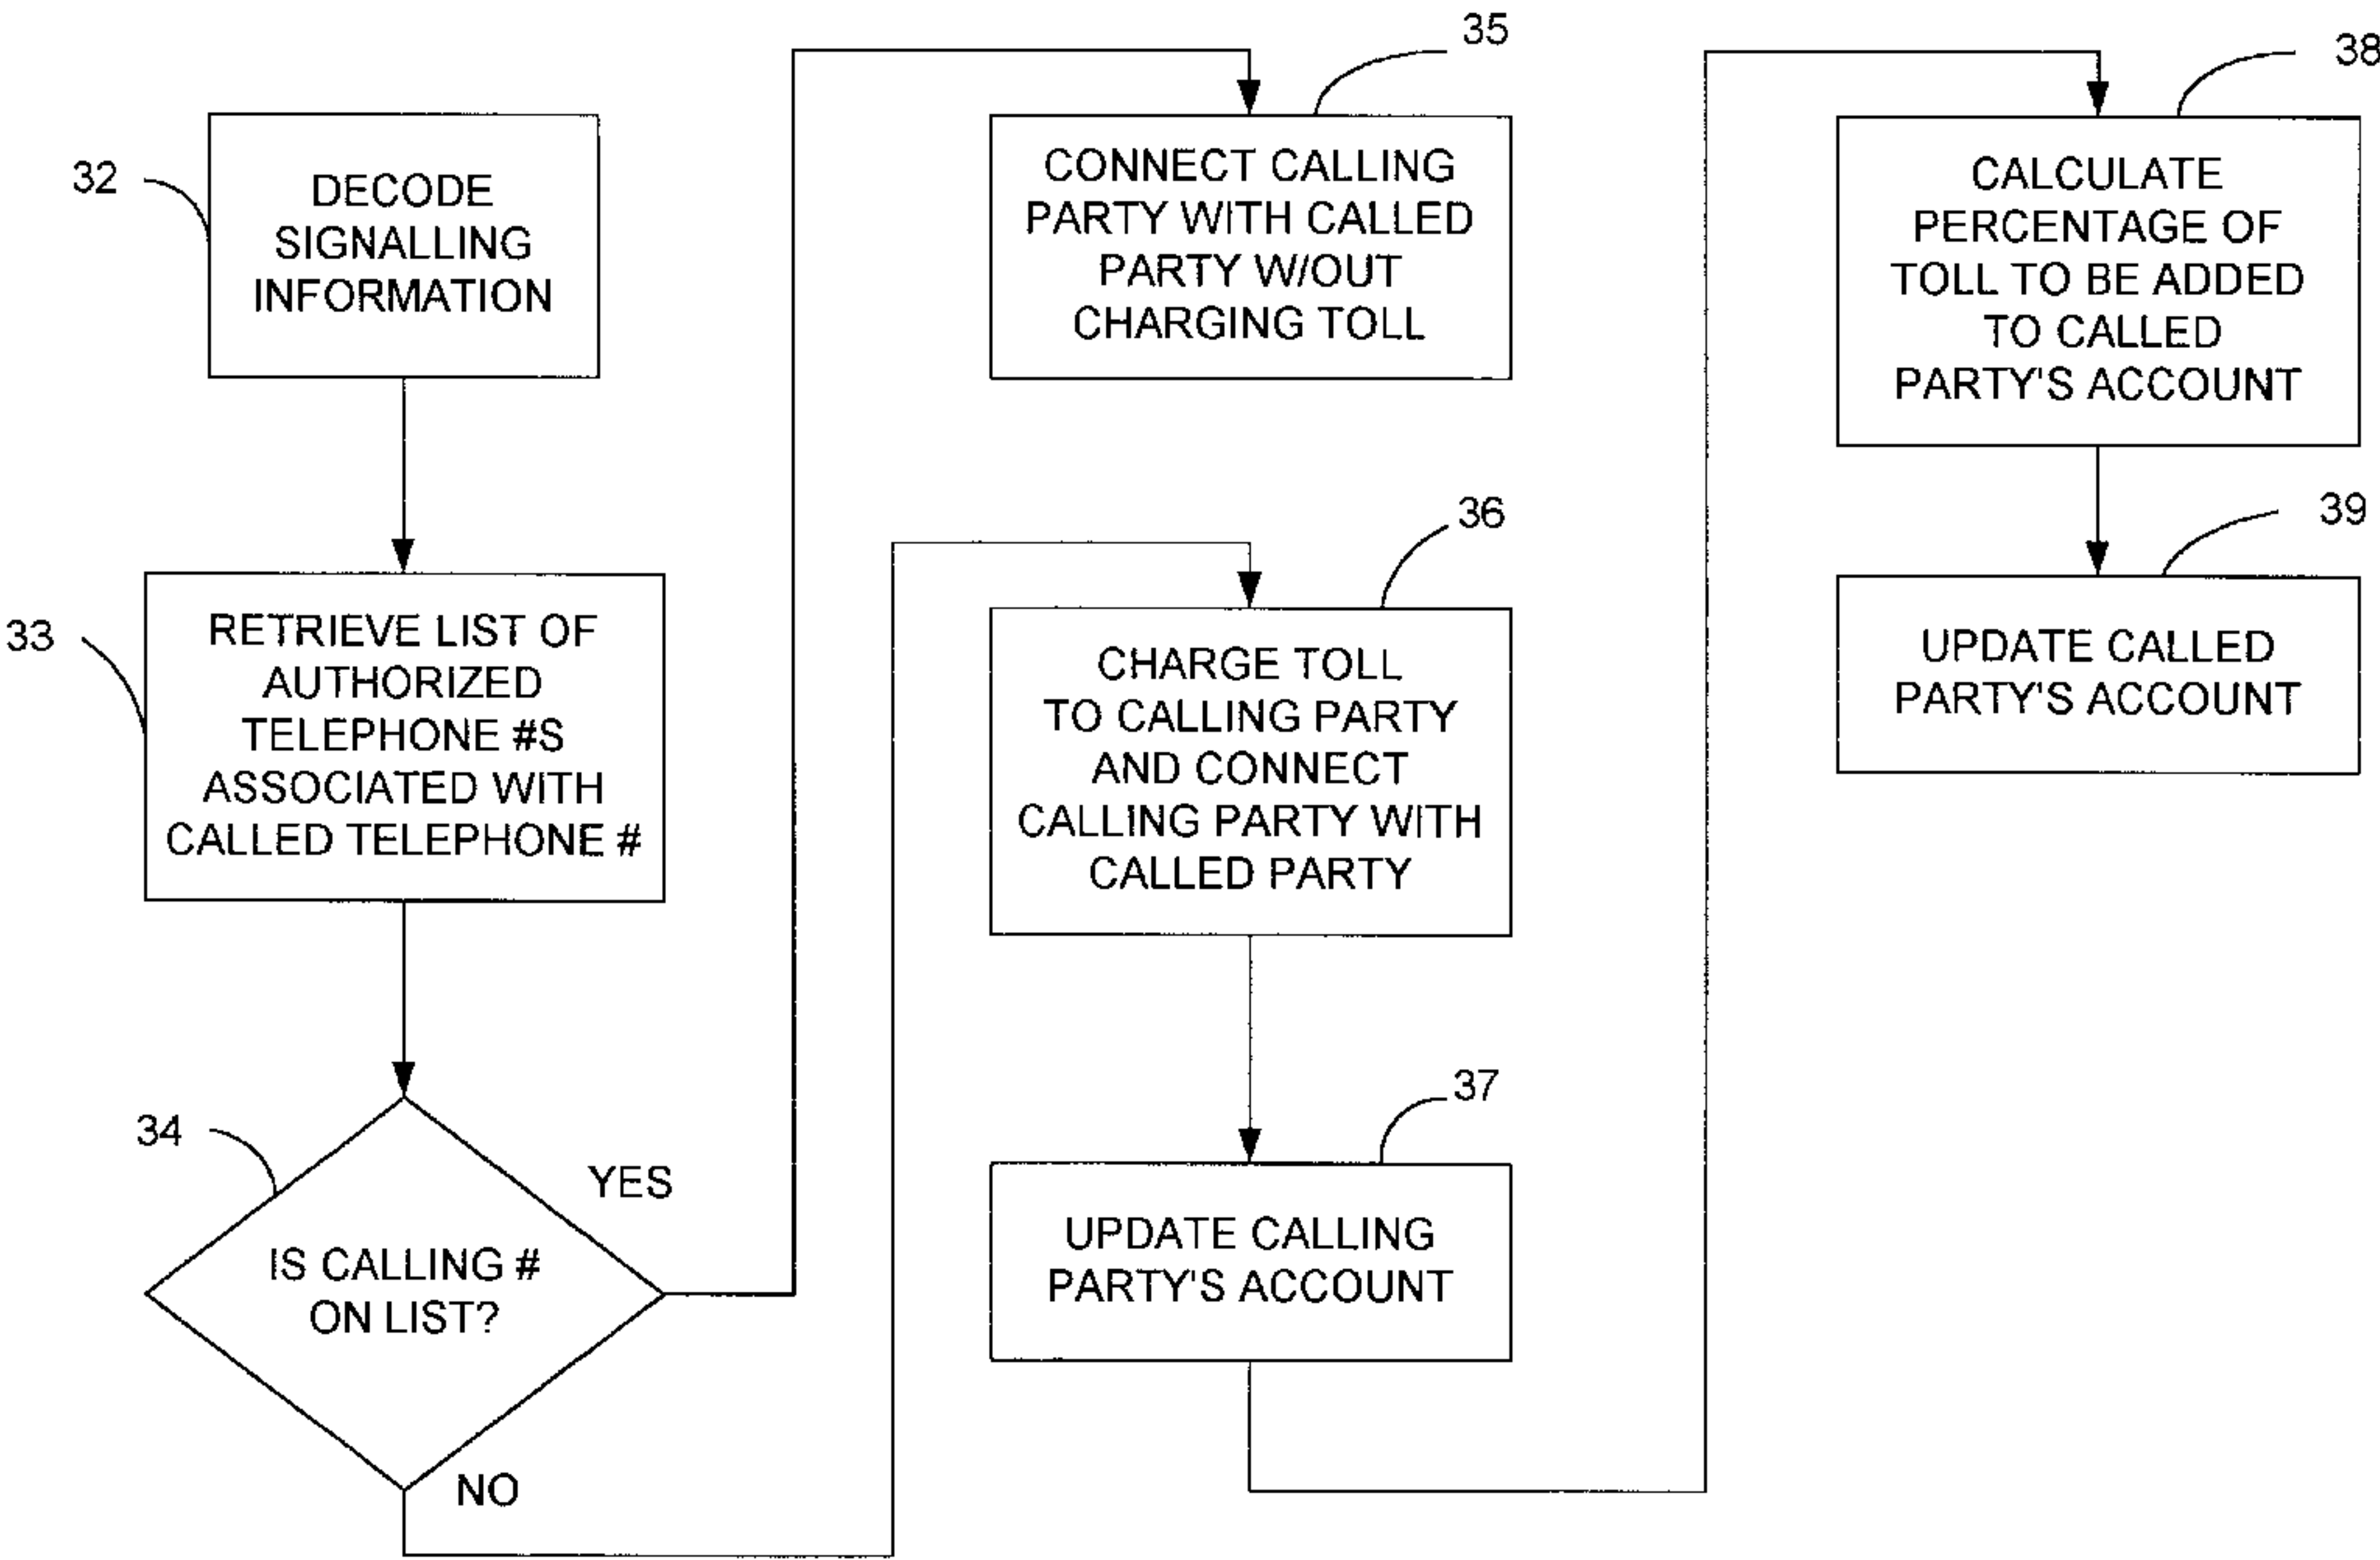 32
DECODE
SIGNALLING
INFORMATION
33
RETRIEVE LIST OF
AUTHORIZED
TELEPHONE #S
ASSOCIATED WITH
CALLED TELEPHONE #
34
IS CALLING #
ON LIST?
YES
NO
35
CONNECT CALLING
PARTY WITH CALLED
PARTY W/OUT
CHARGING TOLL
36
CHARGE TOLL
TO CALLING PARTY
AND CONNECT
CALLING PARTY WITH
CALLED PARTY
37
UPDATE CALLING
PARTY'S ACCOUNT
38
CALCULATE
PERCENTAGE OF
TOLL TO BE ADDED
TO CALLED
PARTY'S ACCOUNT
39
UPDATE CALLED
PARTY'S ACCOUNT